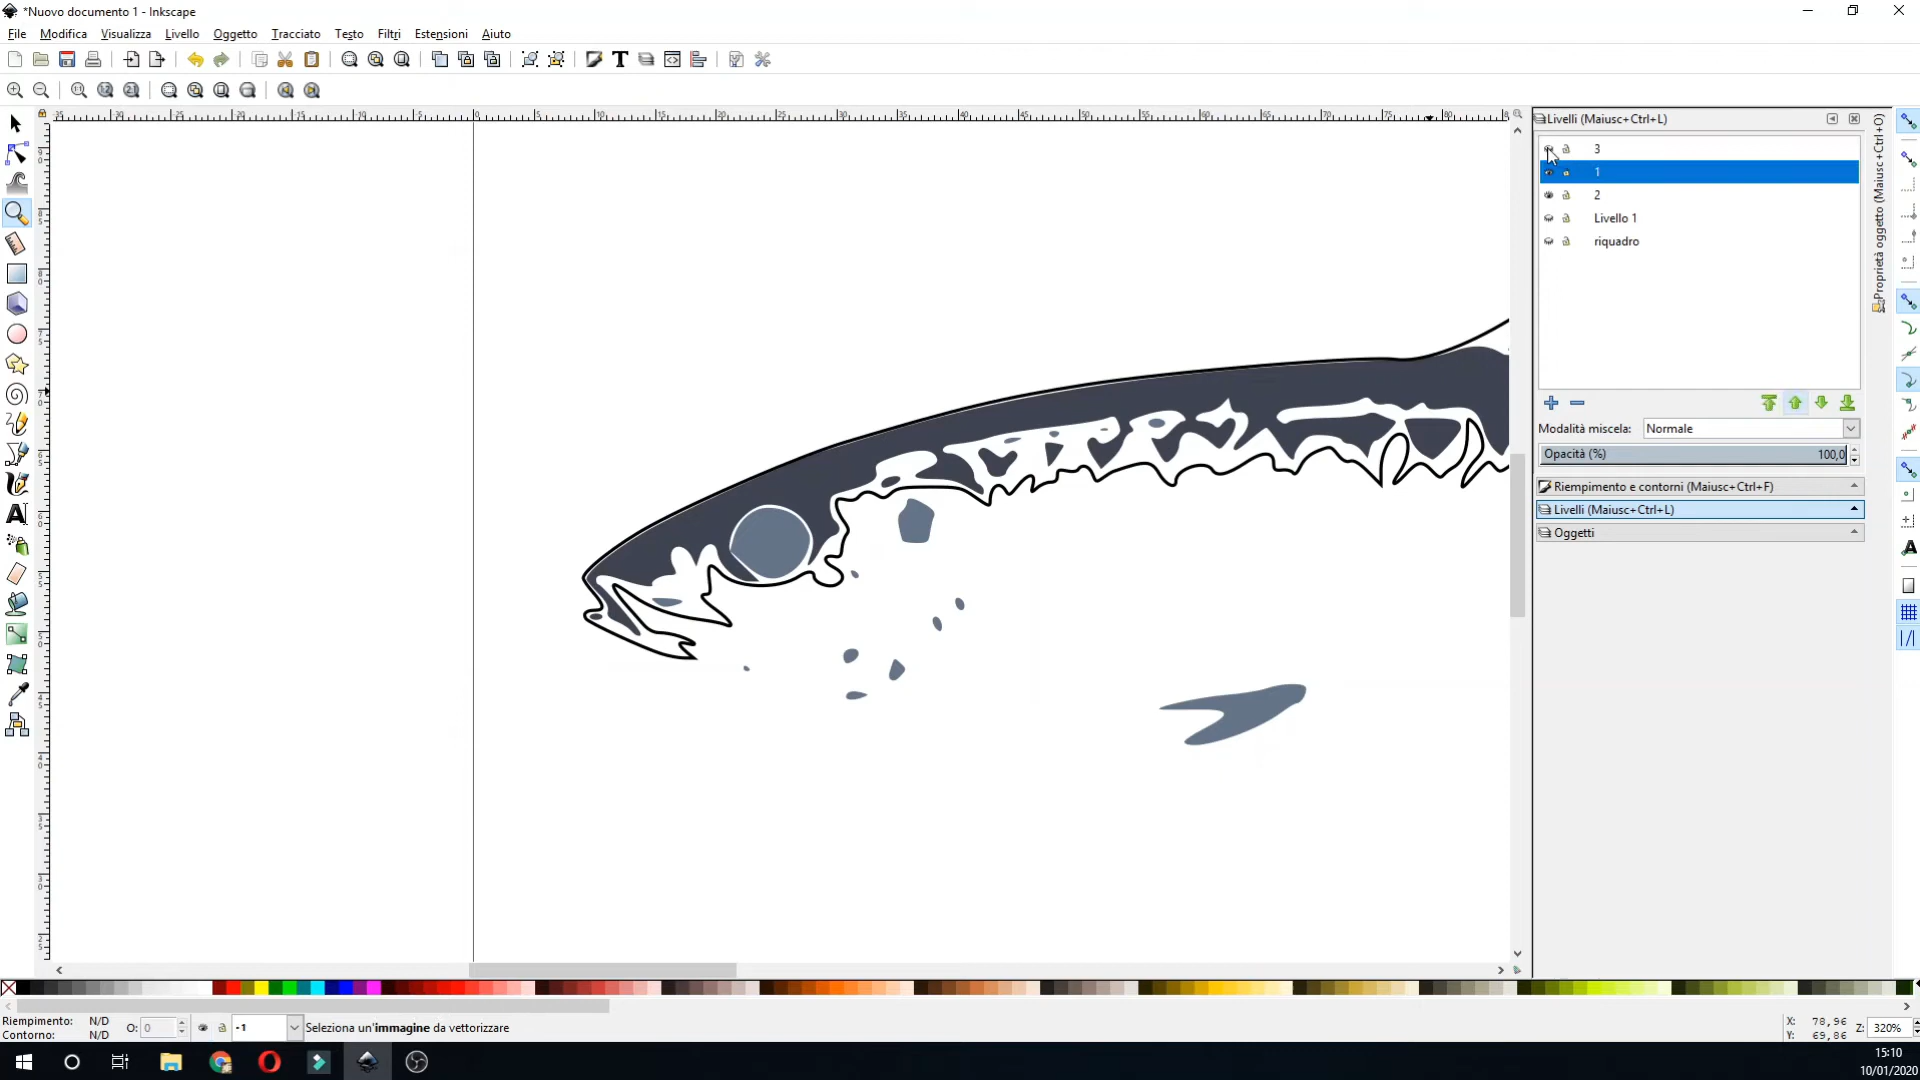 *Nuovo documento 1 - Inkscape
File Modifica Visualizza Livello Oggetto Tracciato Testo Filtri Estensioni Aiuto
Livelli (Maiusc+Ctrl+L)
Proprietà oggetto (Maiusc+Ctrl+O)
3
1
2
Livello 1
riquadro
Modalità miscela: Normale
Opacità (%) 100,0
Riempimento e contorni (Maiusc+Ctrl+F)
Livelli (Maiusc+Ctrl+L)
Oggetti
Riempimento: N/D
Contorno: N/D
O: 0
-1
Seleziona un'immagine da vettorizzare
X: 78,96
Y: 69,86
Z: 320%
15:10
10/01/2020